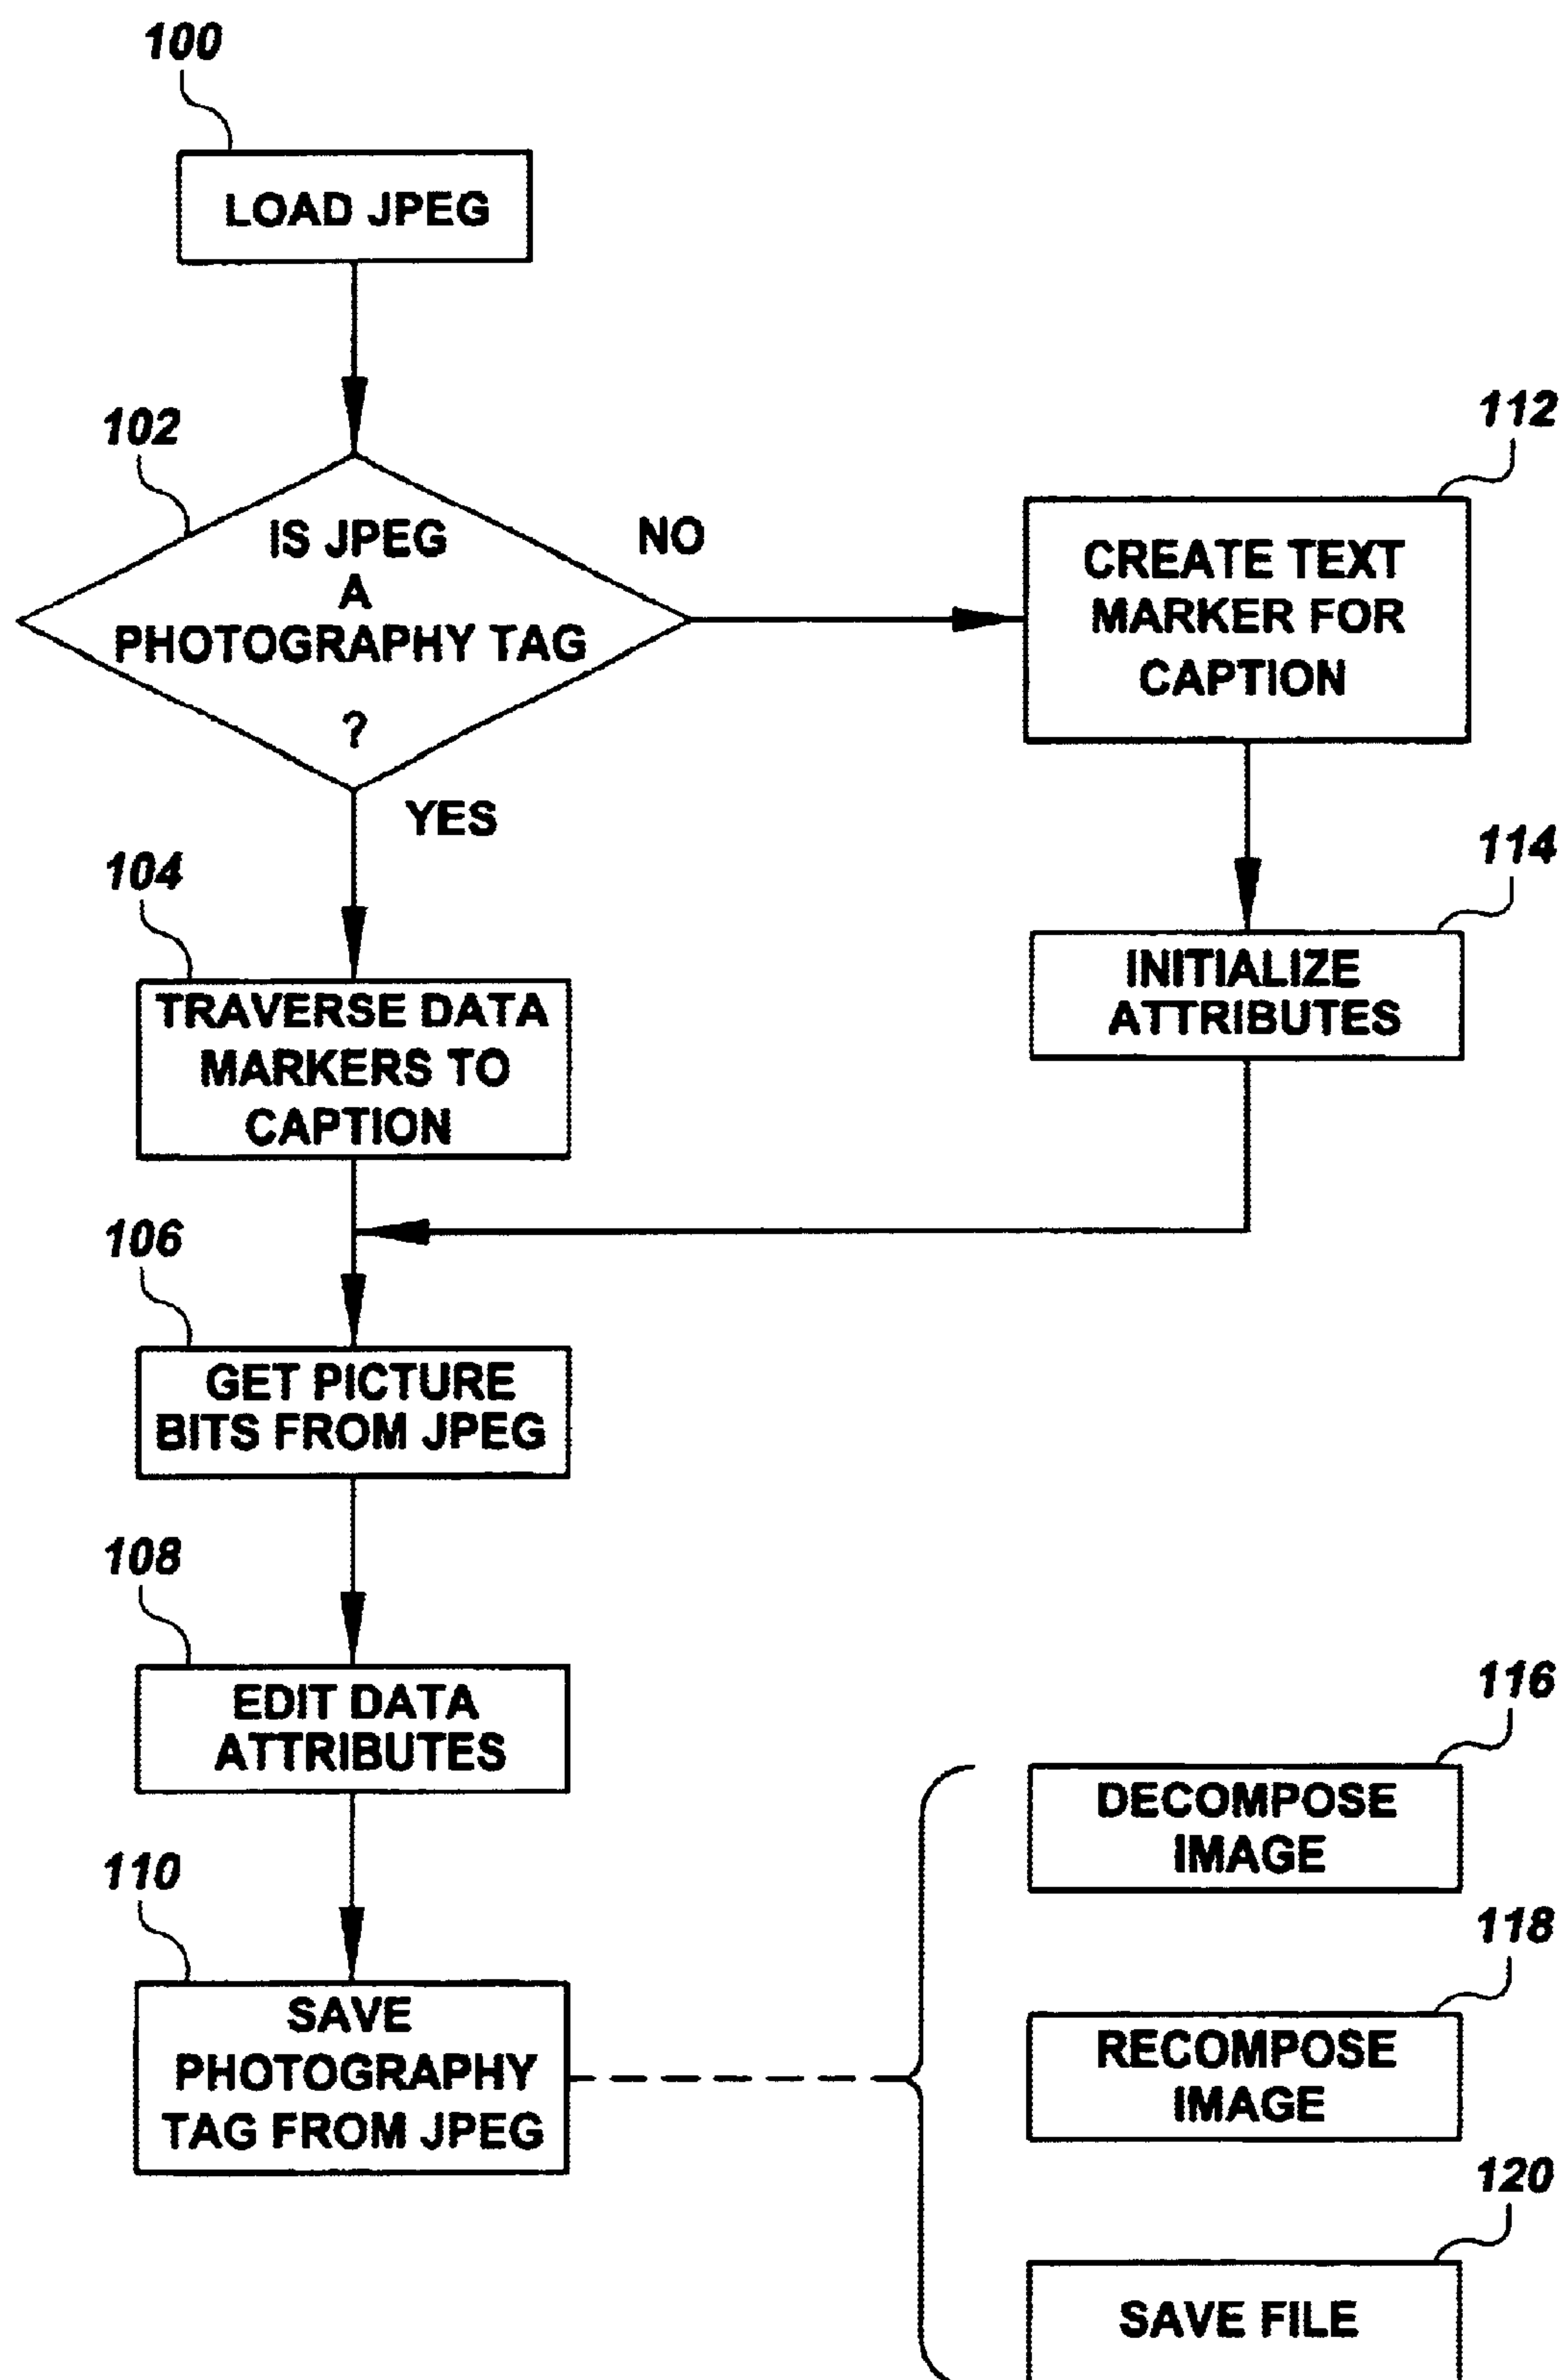 100
LOAD JPEG
102
IS JPEG
A
PHOTOGRAPHY TAG
?
NO
YES
112
CREATE TEXT
MARKER FOR
CAPTION
114
INITIALIZE
ATTRIBUTES
104
TRAVERSE DATA
MARKERS TO
CAPTION
106
GET PICTURE
BITS FROM JPEG
108
EDIT DATA
ATTRIBUTES
110
SAVE
PHOTOGRAPHY
TAG FROM JPEG
116
DECOMPOSE
IMAGE
118
RECOMPOSE
IMAGE
120
SAVE FILE